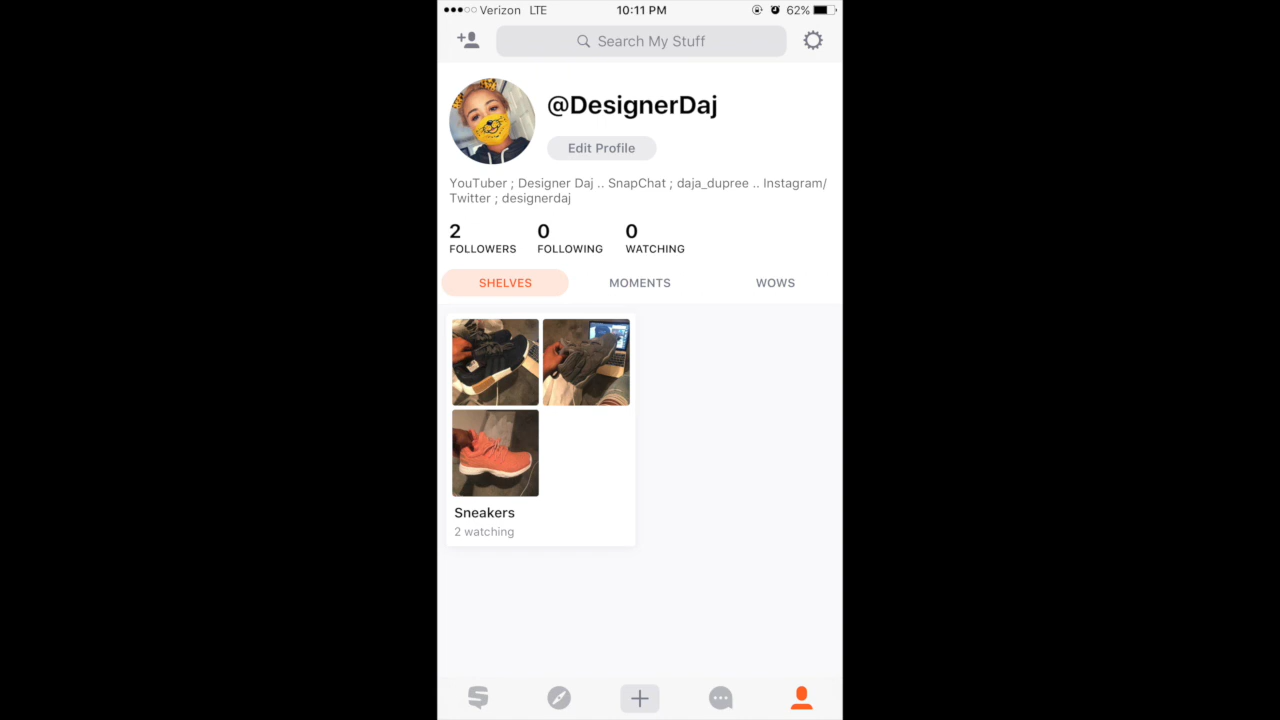 Verizon LTE 10:11 PM 62%
Search My Stuff
@DesignerDaj
Edit Profile
YouTuber ; Designer Daj .. SnapChat ; daja_dupree .. Instagram/
Twitter ; designerdaj
2 0 0
FOLLOWERS FOLLOWING WATCHING
SHELVES MOMENTS WOWS
Sneakers
2 watching